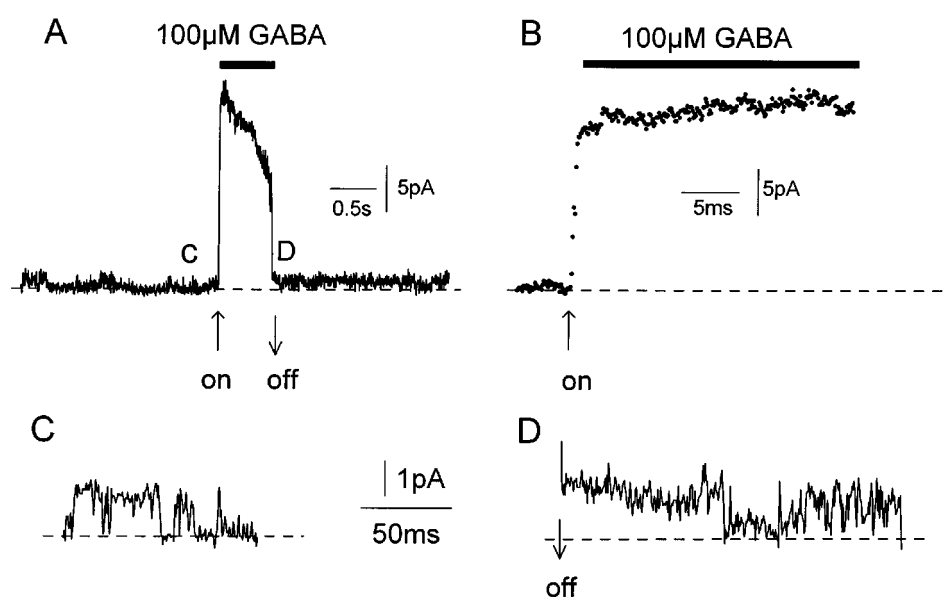 A
100µM GABA
5pA
0.5s
C
D
on
off
B
100µM GABA
5pA
5ms
on
C
1pA
50ms
D
off